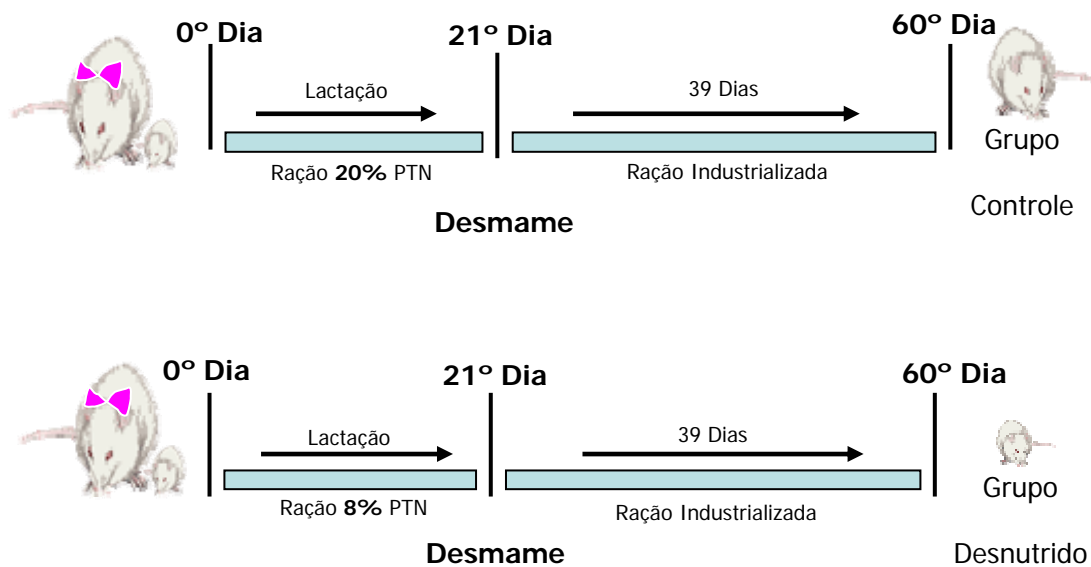 0º Dia
21º Dia
60º Dia
Lactação
39 Dias
Ração 20% PTN
Ração Industrializada
Desmame
Grupo
Controle
0º Dia
21º Dia
60º Dia
Lactação
39 Dias
Ração 8% PTN
Ração Industrializada
Desmame
Grupo
Desnutrido